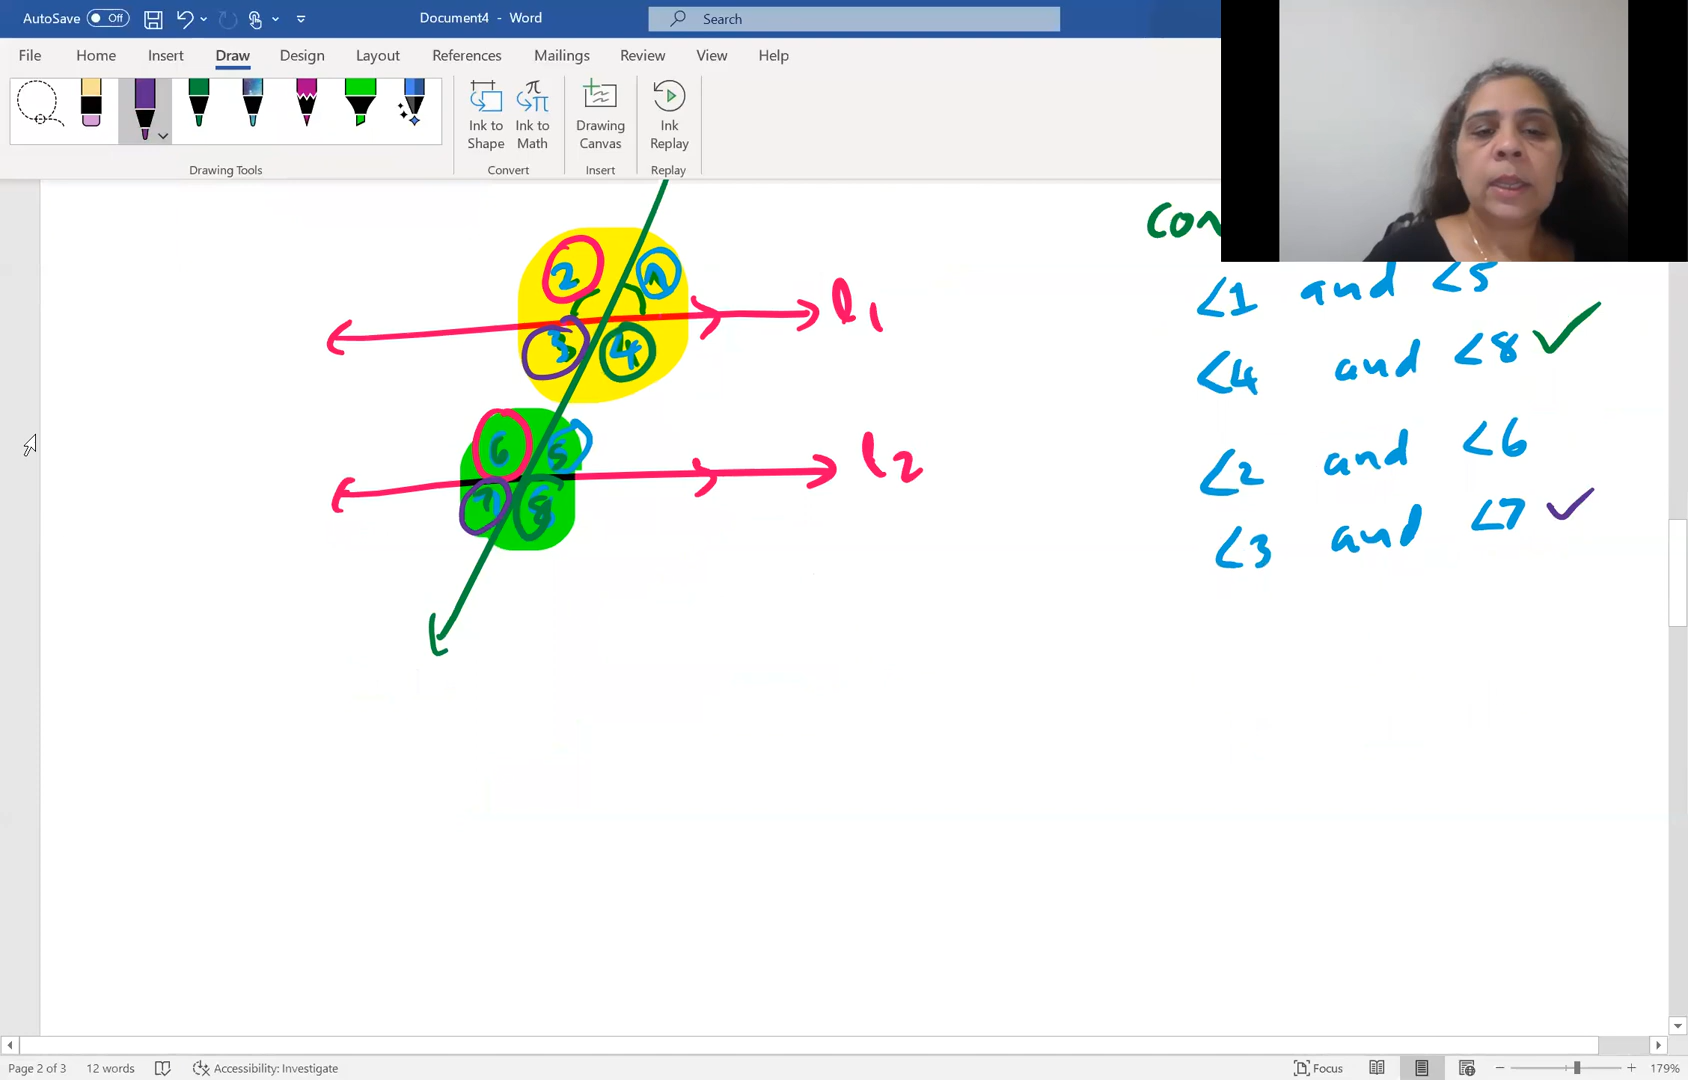 AutoSave Off Document4 - Word Search
File Home Insert Draw Design Layout References Mailings Review View Help
Ink to Shape
Ink to Math
Drawing Canvas
Ink Replay
Drawing Tools Convert Insert Replay
con
2 1
l1
3 4
6 5
l2
7 8
<1 and <5
<4 and <8 ✓
<2 and <6
<3 and <7 ✓
Page 2 of 3 12 words Accessibility: Investigate Focus 179%